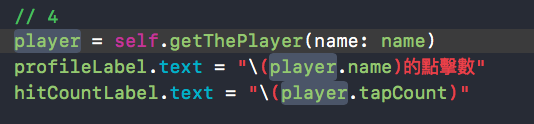 // 4
player = self.getThePlayer(name: name)
profileLabel.text = "\(player.name)的點擊數"
hitCountLabel.text = "\(player.tapCount)"